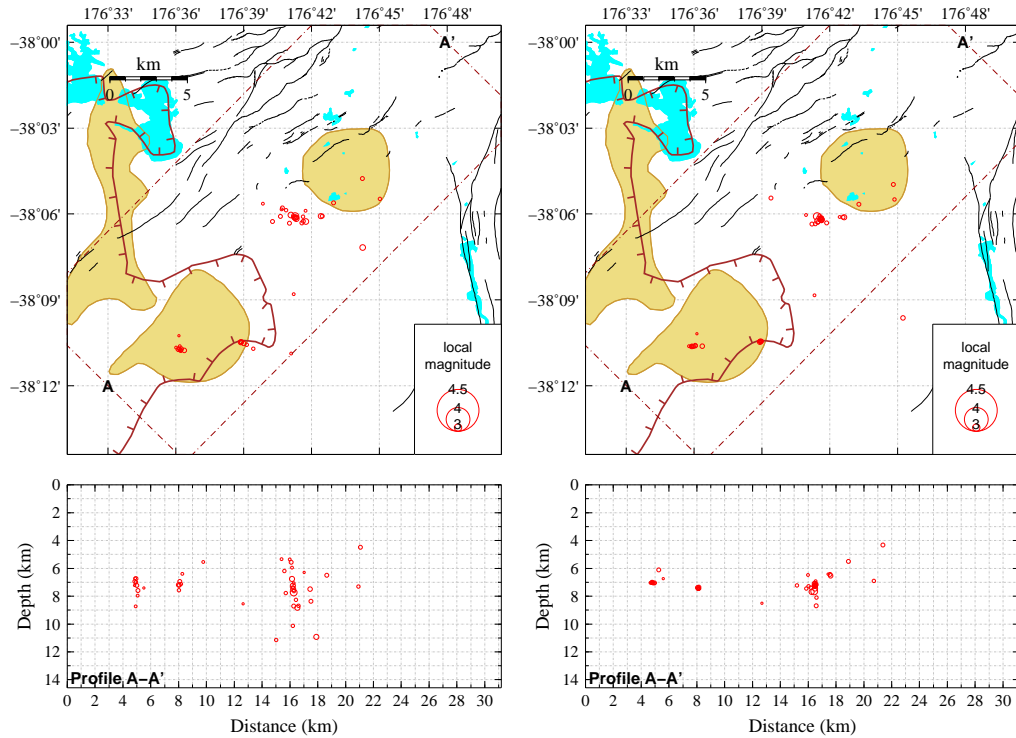 176°33' 176°36' 176°39' 176°42' 176°45' 176°48'
176°33' 176°36' 176°39' 176°42' 176°45' 176°48'
−38°00'
−38°03'
−38°06'
−38°09'
−38°12'
km
0 5
A'
A
local
magnitude
4.5
4
3
−38°00'
−38°03'
−38°06'
−38°09'
−38°12'
km
0 5
A'
A
local
magnitude
4.5
4
3
Depth (km)
0
2
4
6
8
10
12
14
Profile A−A'
0 2 4 6 8 10 12 14 16 18 20 22 24 26 28 30
Distance (km)
Depth (km)
0
2
4
6
8
10
12
14
Profile A−A'
0 2 4 6 8 10 12 14 16 18 20 22 24 26 28 30
Distance (km)